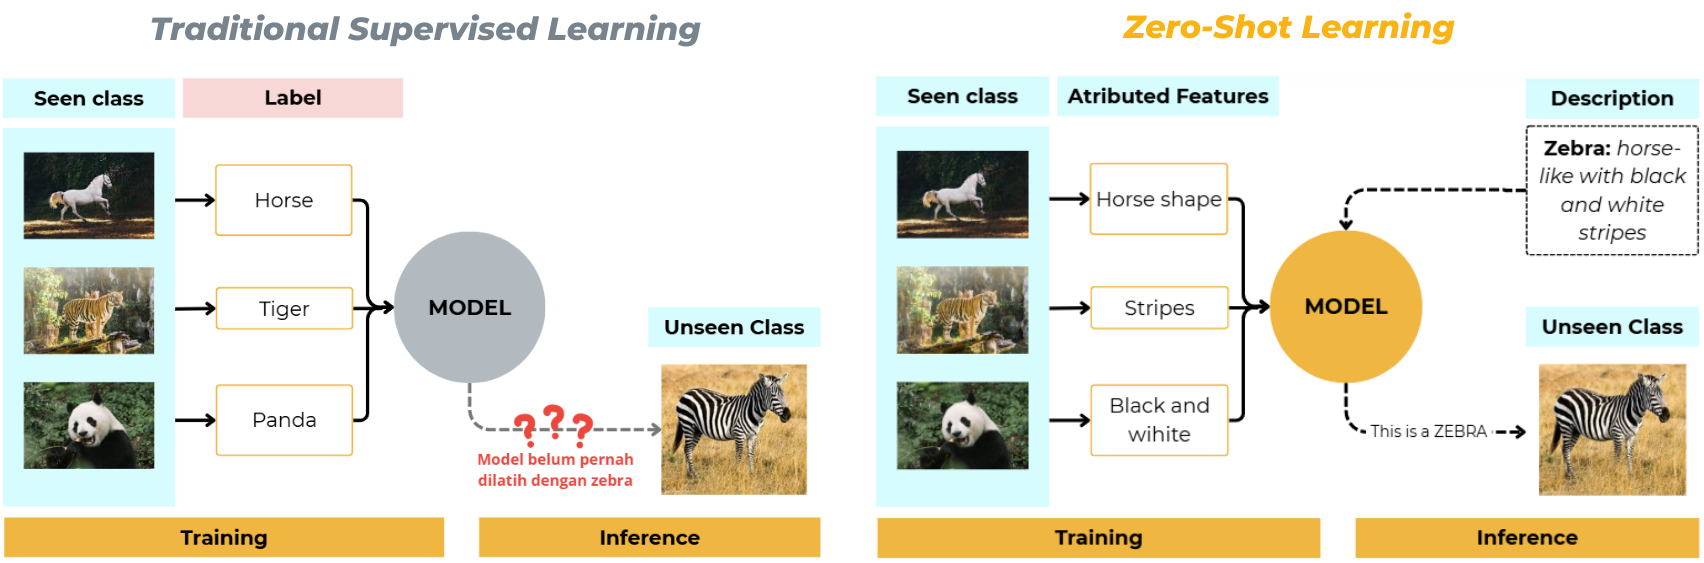 Traditional Supervised Learning
Seen class
Label
Horse
Tiger
Panda
MODEL
???
Model belum pernah
dilatih dengan zebra
Unseen Class
Training
Inference
Zero-Shot Learning
Seen class
Atributed Features
Horse shape
Stripes
Black and
wihite
MODEL
Description
Zebra: horse-
like with black
and white
stripes
Unseen Class
This is a ZEBRA
Training
Inference